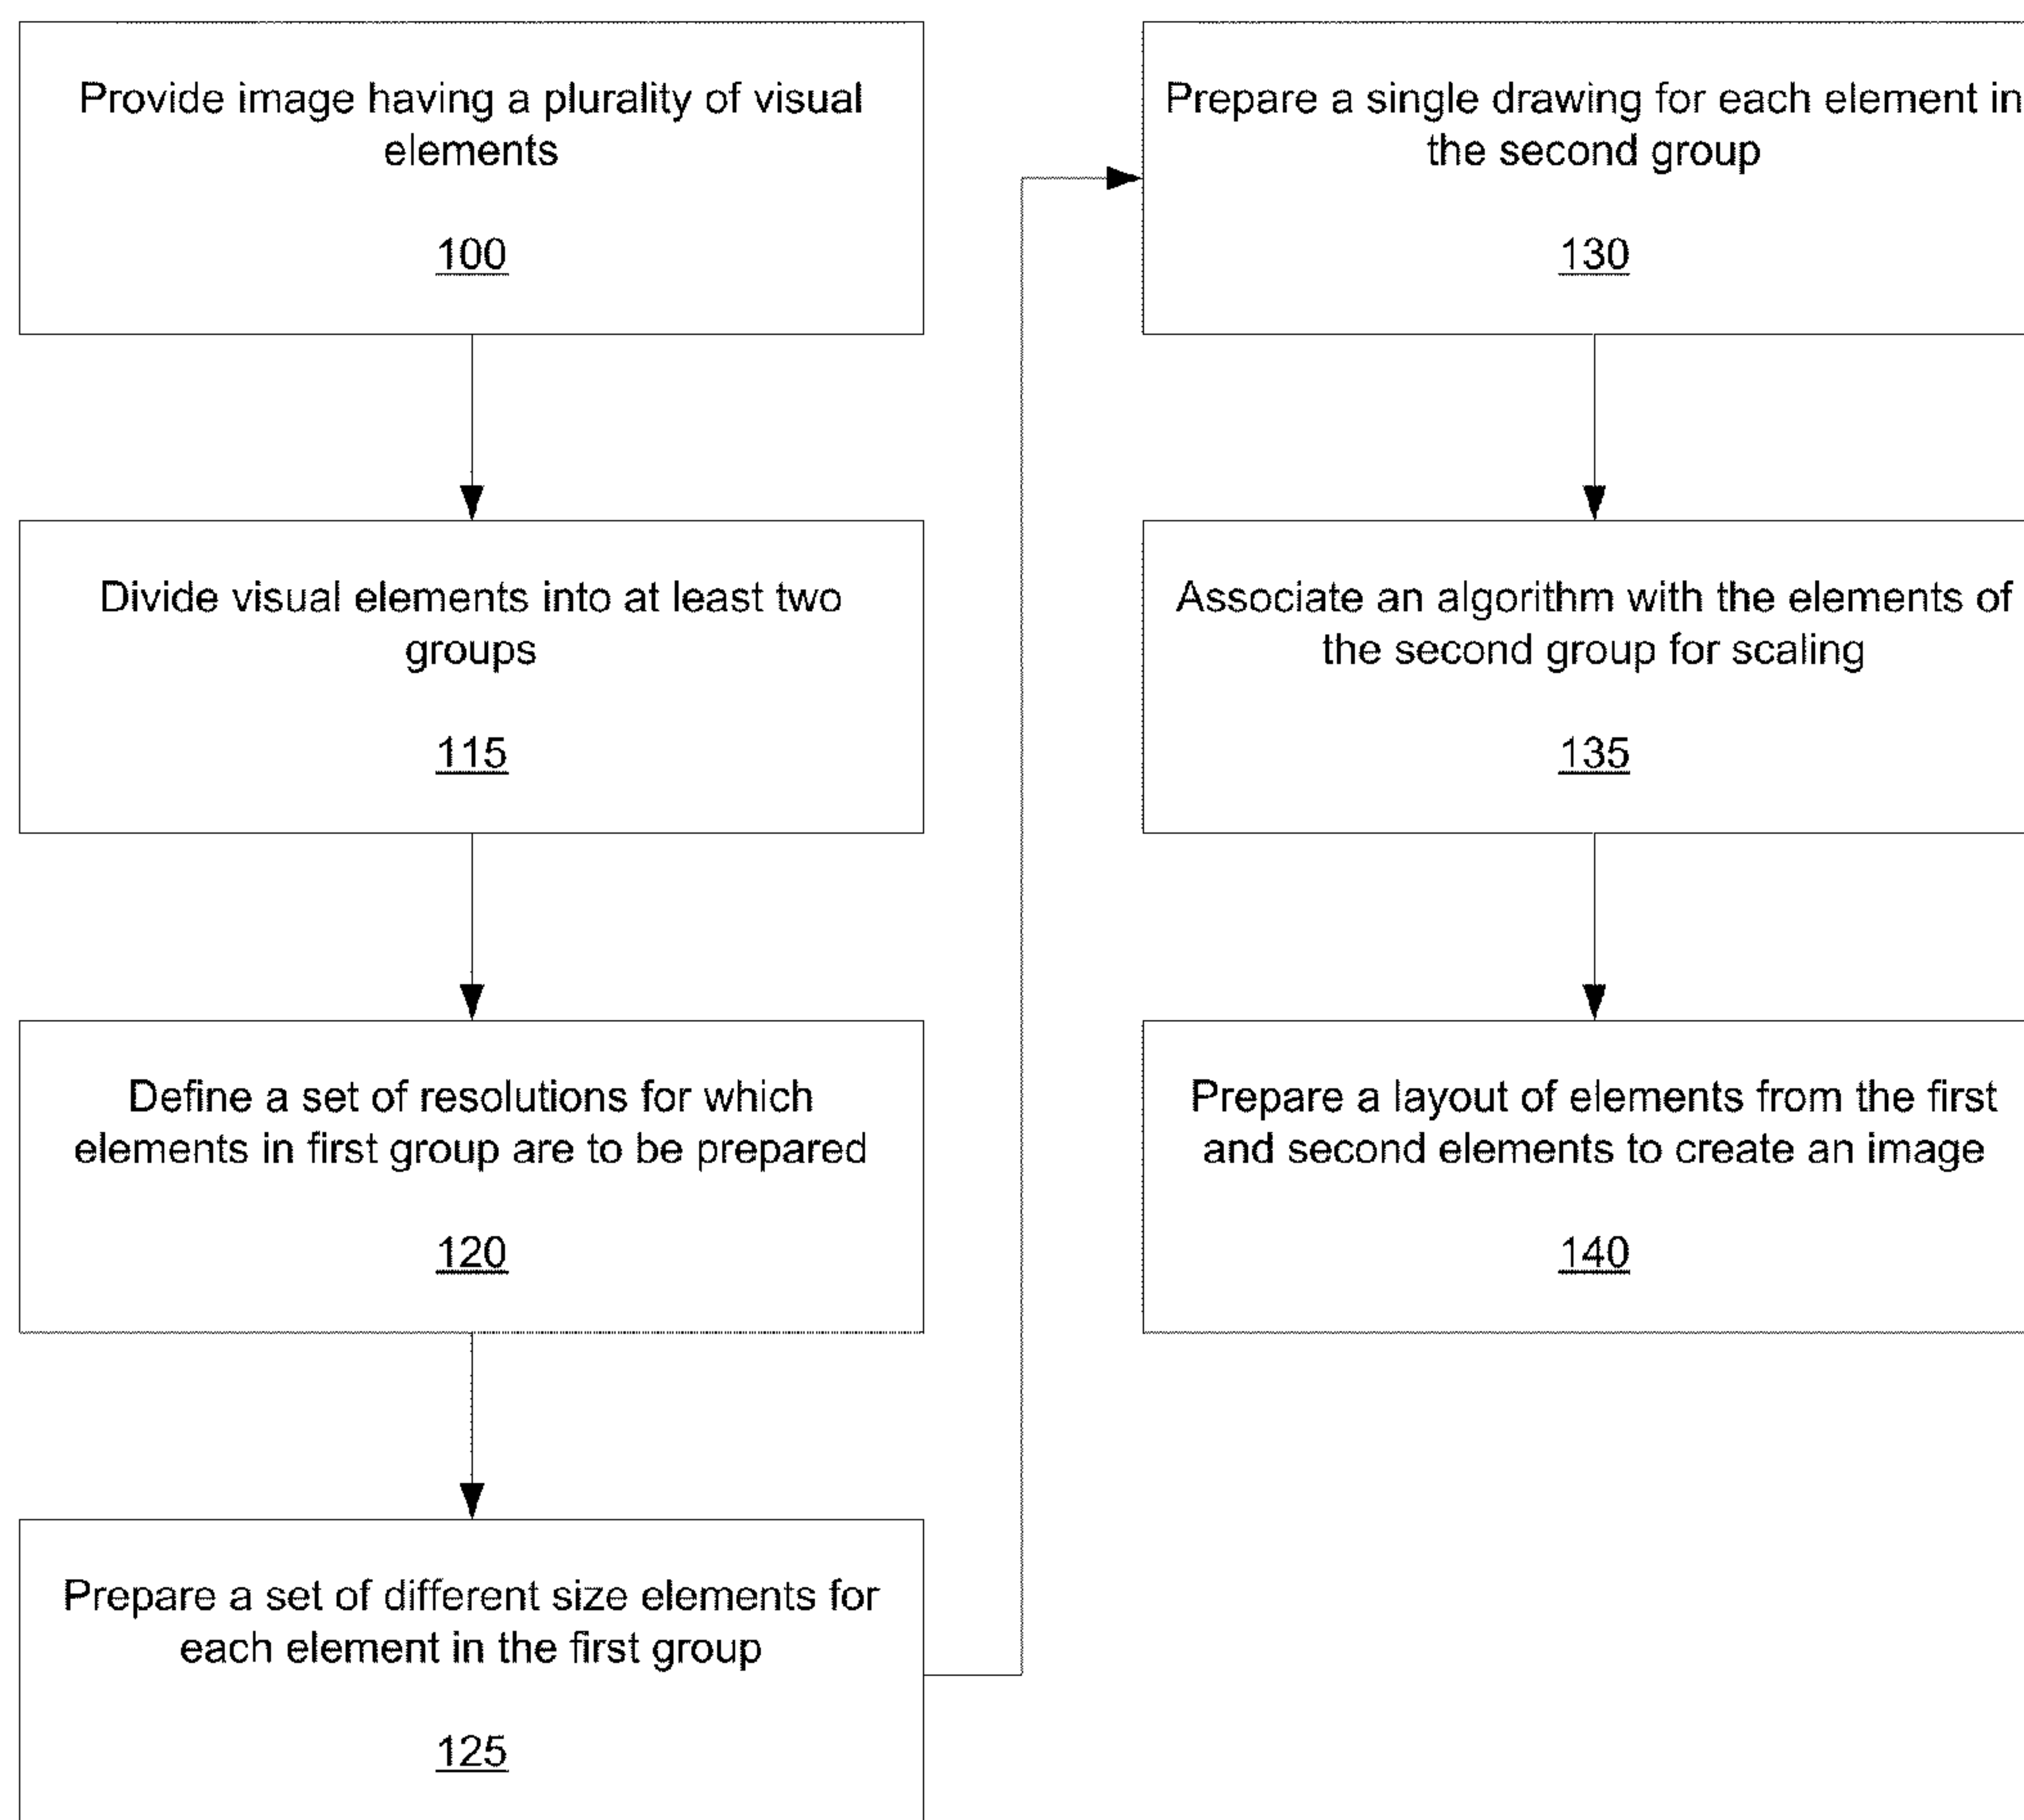 Provide image having a plurality of visual
elements
100
Divide visual elements into at least two
groups
115
Define a set of resolutions for which
elements in first group are to be prepared
120
Prepare a set of different size elements for
each element in the first group
125
Prepare a single drawing for each element in
the second group
130
Associate an algorithm with the elements of
the second group for scaling
135
Prepare a layout of elements from the first
and second elements to create an image
140